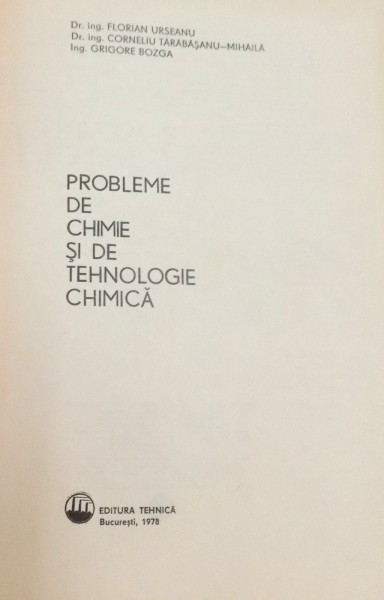 Dr. ing. FLORIAN URSEANU
Dr. ing. CORNELIU TĂRĂBĂȘANU-MIHĂILĂ
Ing. GRIGORE BOZGA
PROBLEME
DE
CHIMIE
ȘI DE
TEHNOLOGIE
CHIMICĂ
EDITURA TEHNICĂ
București, 1978